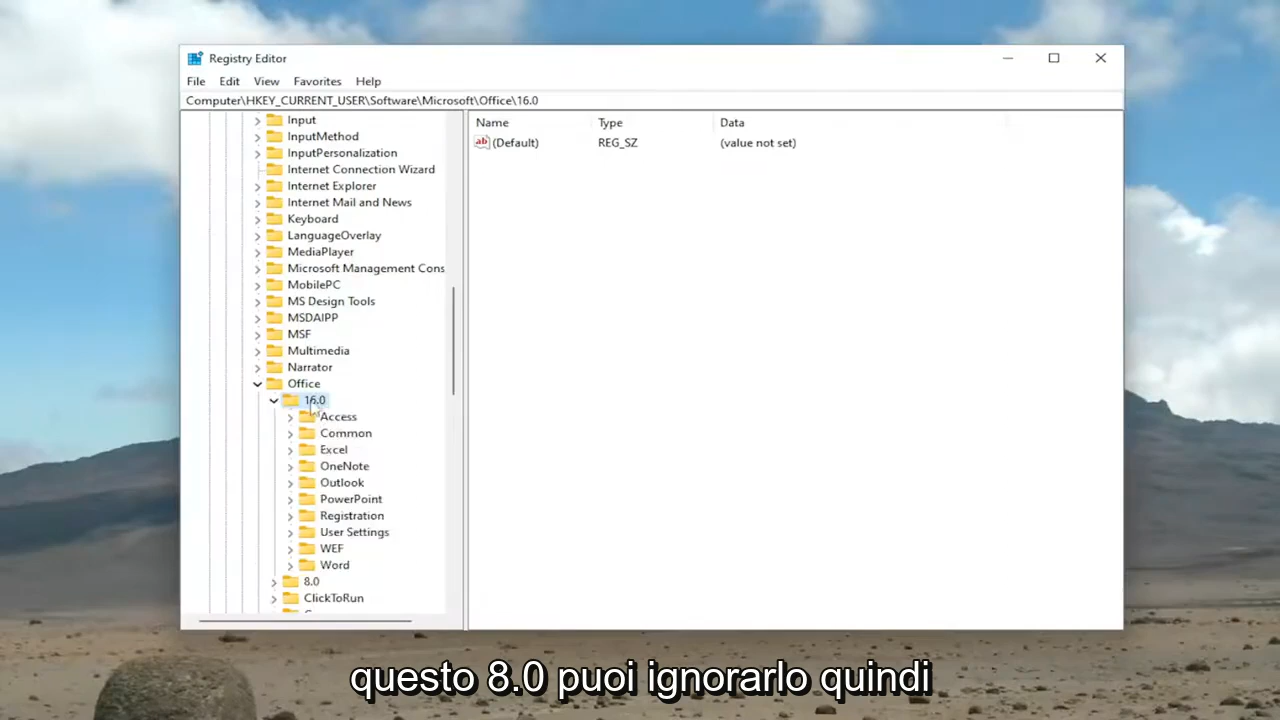 Registry Editor
File Edit View Favorites Help
Computer\HKEY_CURRENT_USER\Software\Microsoft\Office\16.0
Input
InputMethod
InputPersonalization
Internet Connection Wizard
Internet Explorer
Internet Mail and News
Keyboard
LanguageOverlay
MediaPlayer
Microsoft Management Cons
MobilePC
MS Design Tools
MSDAIPP
MSF
Multimedia
Narrator
Office
16.0
Access
Common
Excel
OneNote
Outlook
PowerPoint
Registration
User Settings
WEF
Word
8.0
ClickToRun
Name Type Data
ab (Default) REG_SZ (value not set)
questo 8.0 puoi ignorarlo quindi